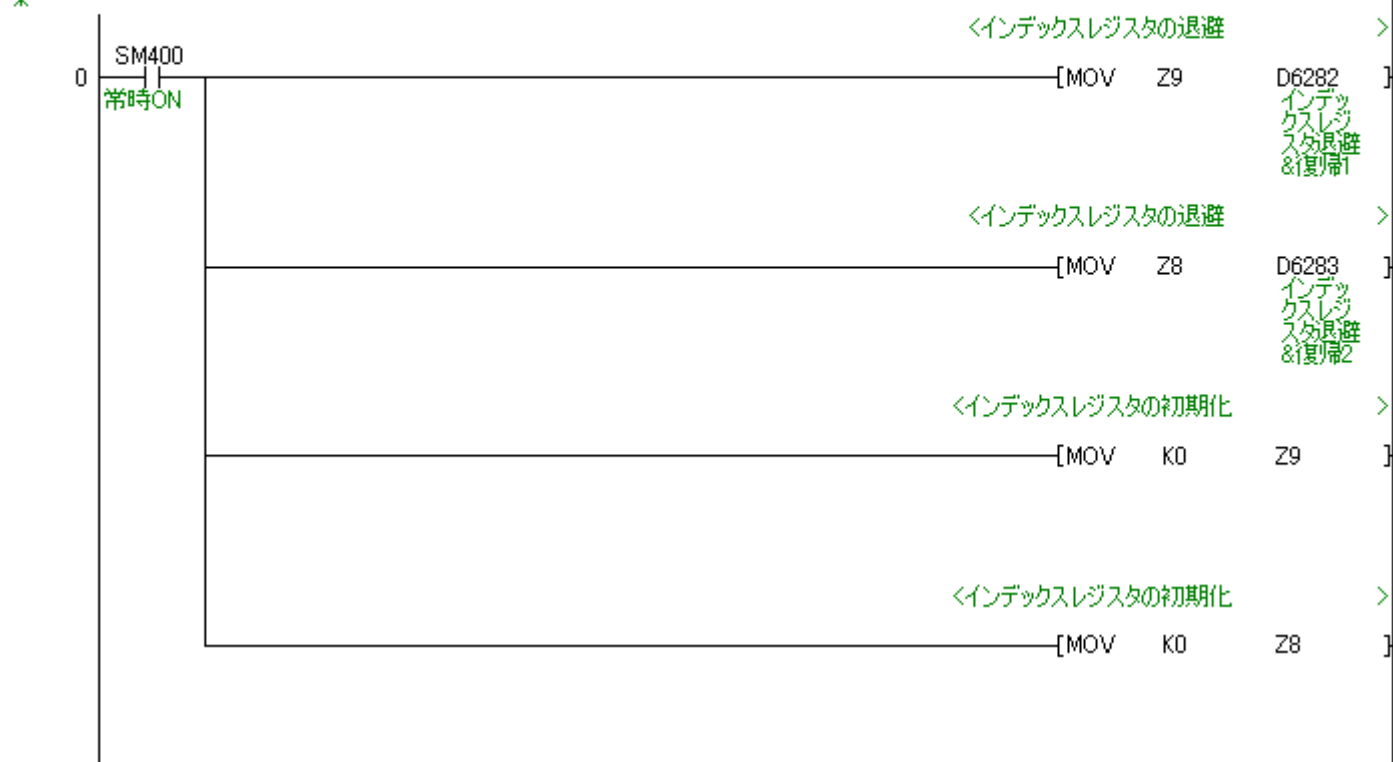 *
<インデックスレジスタの退避 >
SM400
0 [MOV Z9 D6282 ]
常時ON
インデッ
クスレジ
スタ退避
&復帰1
<インデックスレジスタの退避 >
[MOV Z8 D6283 ]
インデッ
クスレジ
スタ退避
&復帰2
<インデックスレジスタの初期化 >
[MOV K0 Z9 ]
<インデックスレジスタの初期化 >
[MOV K0 Z8 ]